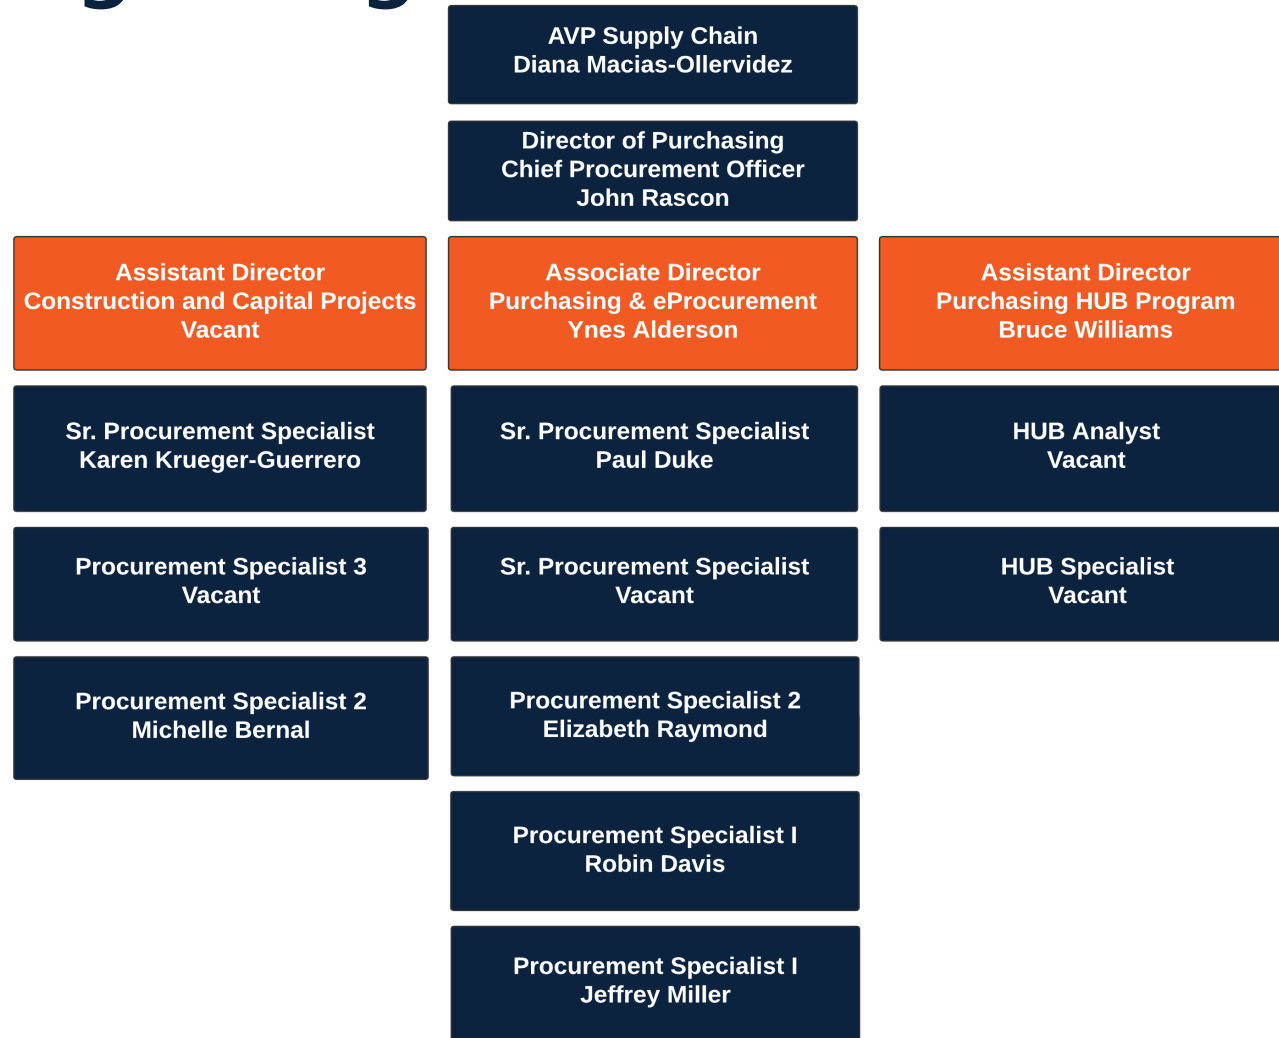 AVP Supply Chain
Diana Macias-Ollervidez
Director of Purchasing
Chief Procurement Officer
John Rascon
Assistant Director
Construction and Capital Projects
Vacant
Associate Director
Purchasing & eProcurement
Ynes Alderson
Assistant Director
Purchasing HUB Program
Bruce Williams
Sr. Procurement Specialist
Karen Krueger-Guerrero
Sr. Procurement Specialist
Paul Duke
HUB Analyst
Vacant
Procurement Specialist 3
Vacant
Sr. Procurement Specialist
Vacant
HUB Specialist
Vacant
Procurement Specialist 2
Michelle Bernal
Procurement Specialist 2
Elizabeth Raymond
Procurement Specialist I
Robin Davis
Procurement Specialist I
Jeffrey Miller